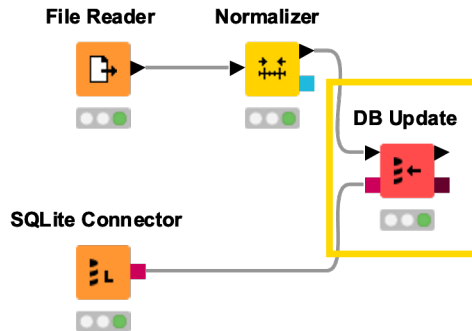 File Reader
Normalizer
DB Update
SQLite Connector
L